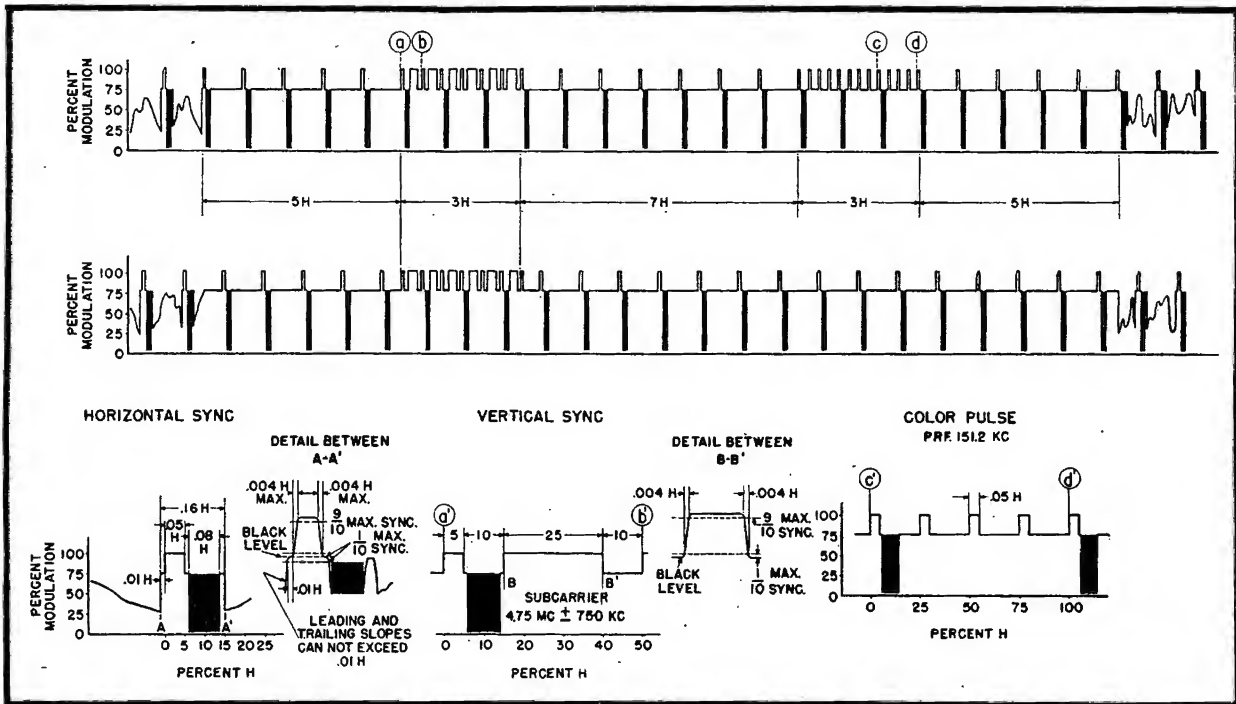 a b c d
PERCENT
MODULATION
100
75
50
25
0
5H 3H 7H 3H 5H
PERCENT
MODULATION
100
75
50
25
0
HORIZONTAL SYNC
DETAIL BETWEEN
A-A'
.004 H
MAX.
.004 H
MAX.
9/10 MAX. SYNC.
1/10 MAX. SYNC.
BLACK
LEVEL
.01H
LEADING AND
TRAILING SLOPES
CAN NOT EXCEED
.01 H
.16 H
.05
H
.08
H
.01 H
PERCENT
MODULATION
100
75
50
25
0
A A'
0 5 10 15 20 25
PERCENT H
VERTICAL SYNC
a' b'
5 10 25 10
B B'
SUBCARRIER
4.75 MC ± 750 KC
0 10 20 30 40 50
PERCENT H
DETAIL BETWEEN
B-B'
.004 H .004 H
9/10 MAX. SYNC.
BLACK
LEVEL
1/10 MAX. SYNC.
COLOR PULSE
PRF. 151.2 KC
c' d'
.05 H
100
75
50
25
0
0 25 50 75 100
PERCENT H